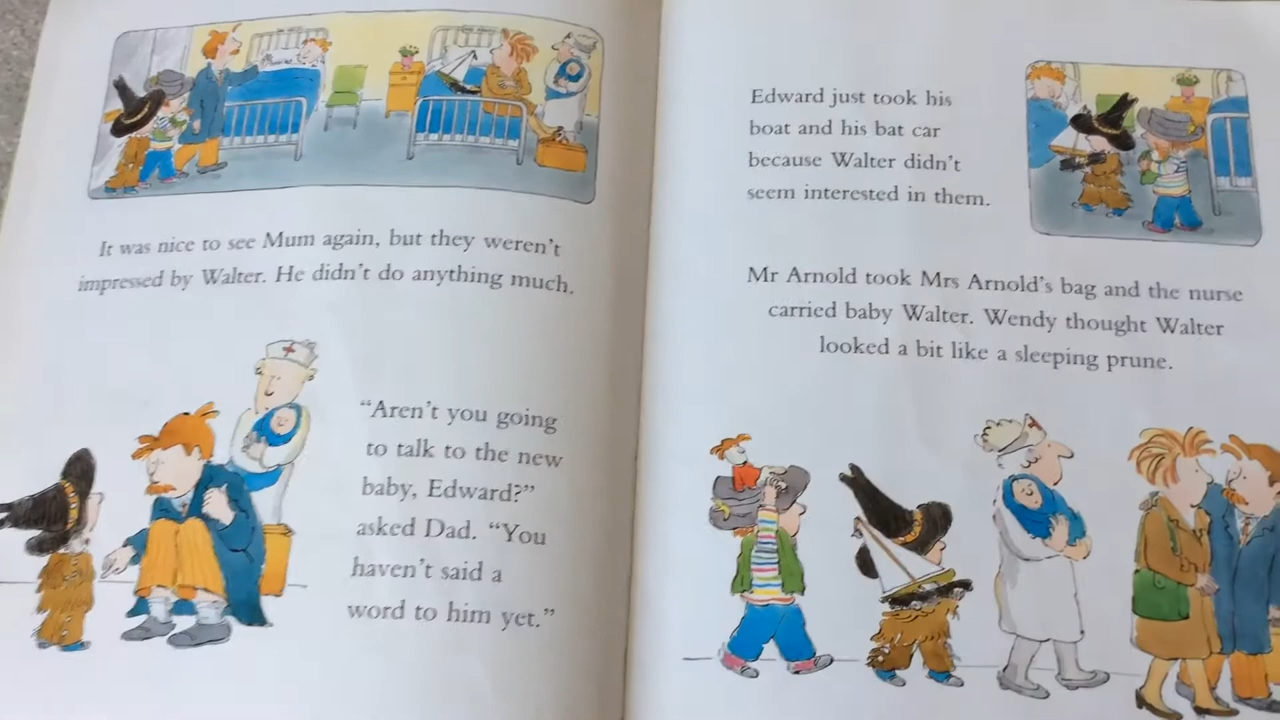 It was nice to see Mum again, but they weren't
impressed by Walter. He didn't do anything much.
"Aren't you going
to talk to the new
baby, Edward?"
asked Dad. "You
haven't said a
word to him yet."
Edward just took his
boat and his bat car
because Walter didn't
seem interested in them.
Mr Arnold took Mrs Arnold's bag and the nurse
carried baby Walter. Wendy thought Walter
looked a bit like a sleeping prune.